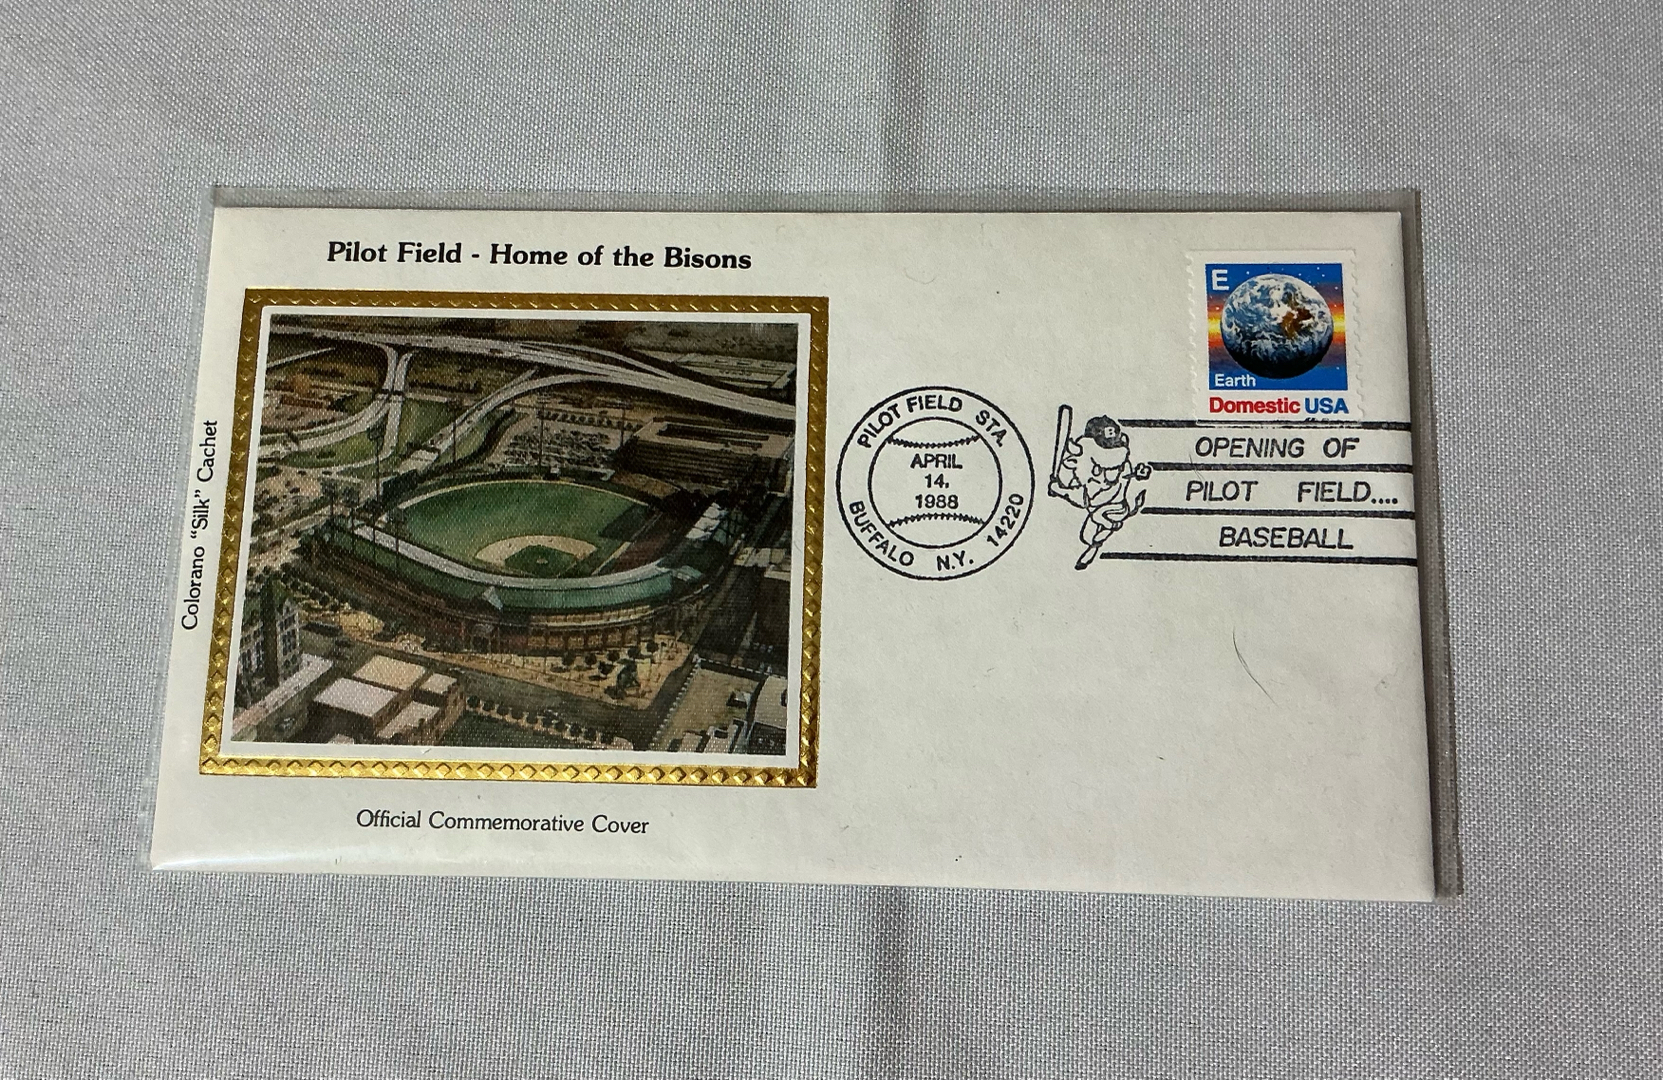 Pilot Field - Home of the Bisons
Colorano “Silk” Cachet
Official Commemorative Cover
E
Earth
Domestic USA
PILOT FIELD STA.
APRIL
14,
1988
BUFFALO N.Y. 14220
B
OPENING OF
PILOT FIELD....
BASEBALL